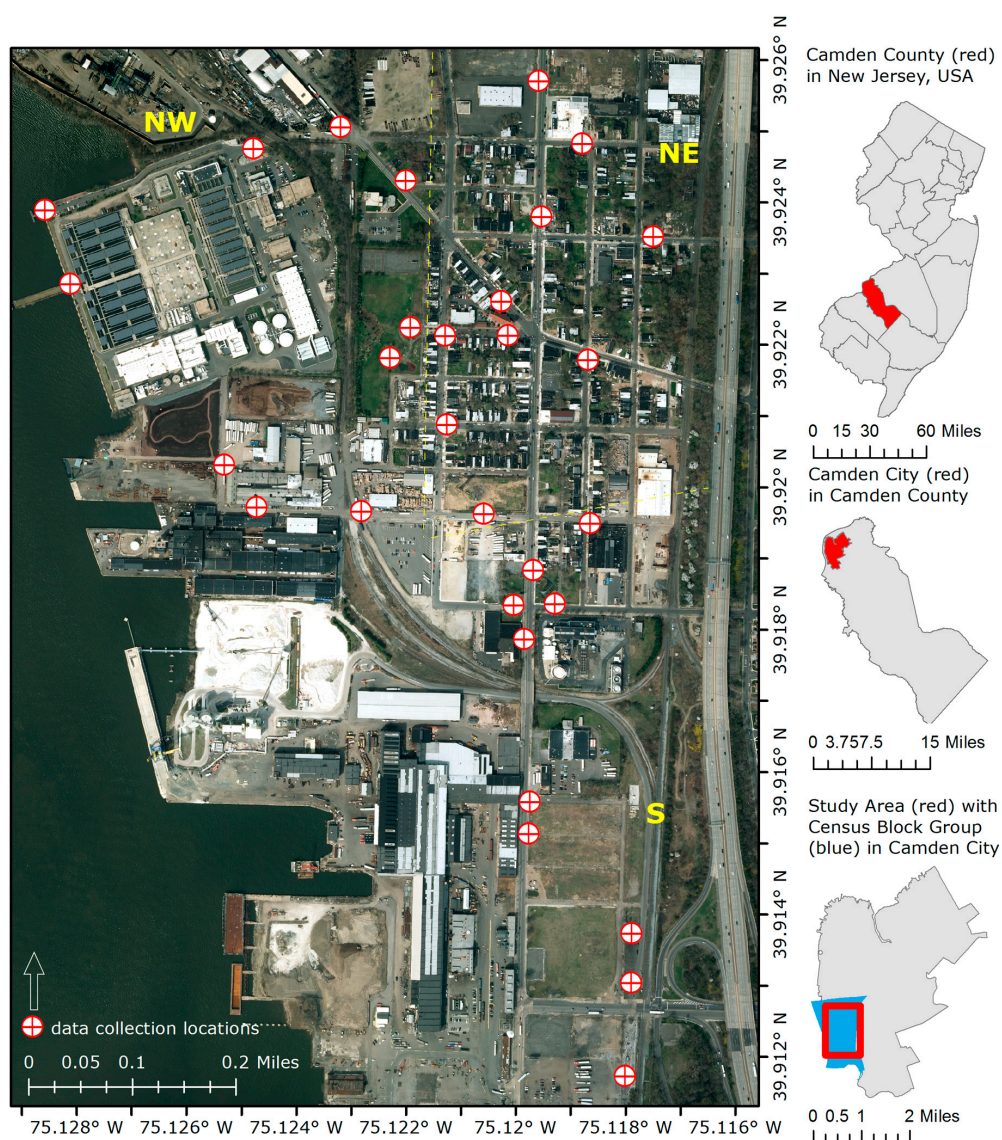 NW
NE
S
data collection locations
0 0.05 0.1 0.2 Miles
39.926° N
39.924° N
39.922° N
39.92° N
39.918° N
39.916° N
39.914° N
39.912° N
75.128° W 75.126° W 75.124° W 75.122° W 75.12° W 75.118° W 75.116° W
Camden County (red)
in New Jersey, USA
0 15 30 60 Miles
Camden City (red)
in Camden County
0 3.757.5 15 Miles
Study Area (red) with
Census Block Group
(blue) in Camden City
0 0.5 1 2 Miles